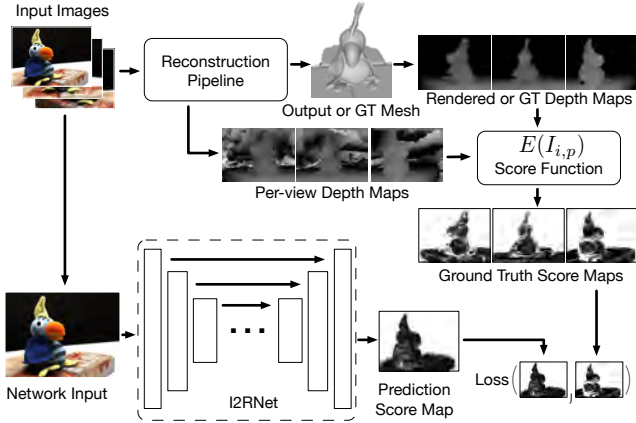 Input Images
Reconstruction
Pipeline
Output or GT Mesh
Rendered or GT Depth Maps
Per-view Depth Maps
E(I_{i,p})
Score Function
Ground Truth Score Maps
Network Input
I2RNet
Prediction
Score Map
Loss( , )